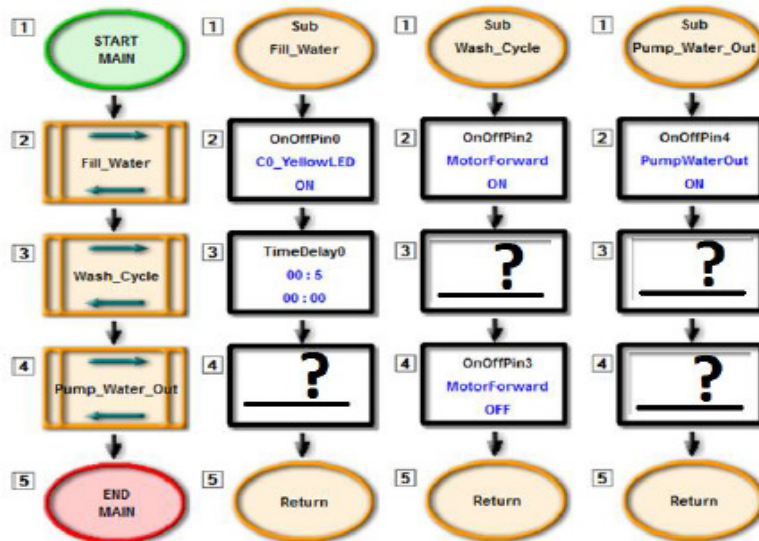 1
START
MAIN
2
Fill_Water
3
Wash_Cycle
4
Pump_Water_Out
5
END
MAIN
1
Sub
Fill_Water
2
OnOffPin0
C0_YellowLED
ON
3
TimeDelay0
00 : 5
00 : 00
4
?
5
Return
1
Sub
Wash_Cycle
2
OnOffPin2
MotorForward
ON
3
?
4
OnOffPin3
MotorForward
OFF
5
Return
1
Sub
Pump_Water_Out
2
OnOffPin4
PumpWaterOut
ON
3
?
4
?
5
Return